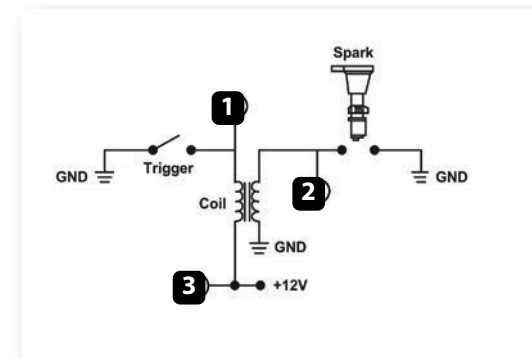 Spark
1
Trigger
GND
GND
2
Coil
GND
3
+12V